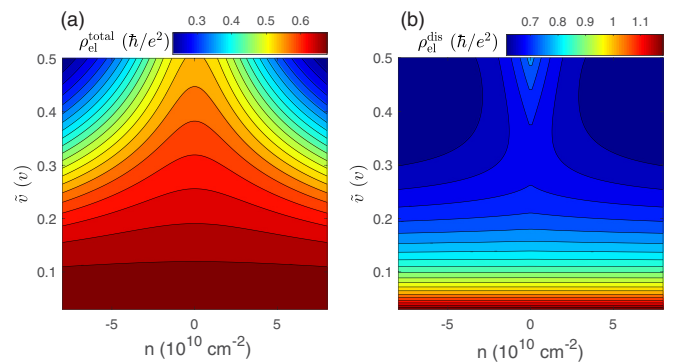 (a)
ρ_el^total (ħ/e²)
0.3 0.4 0.5 0.6
ṽ (v)
0.5
0.4
0.3
0.2
0.1
-5 0 5
n (10^10 cm^-2)
(b)
ρ_el^dis (ħ/e²)
0.7 0.8 0.9 1 1.1
ṽ (v)
0.5
0.4
0.3
0.2
0.1
-5 0 5
n (10^10 cm^-2)